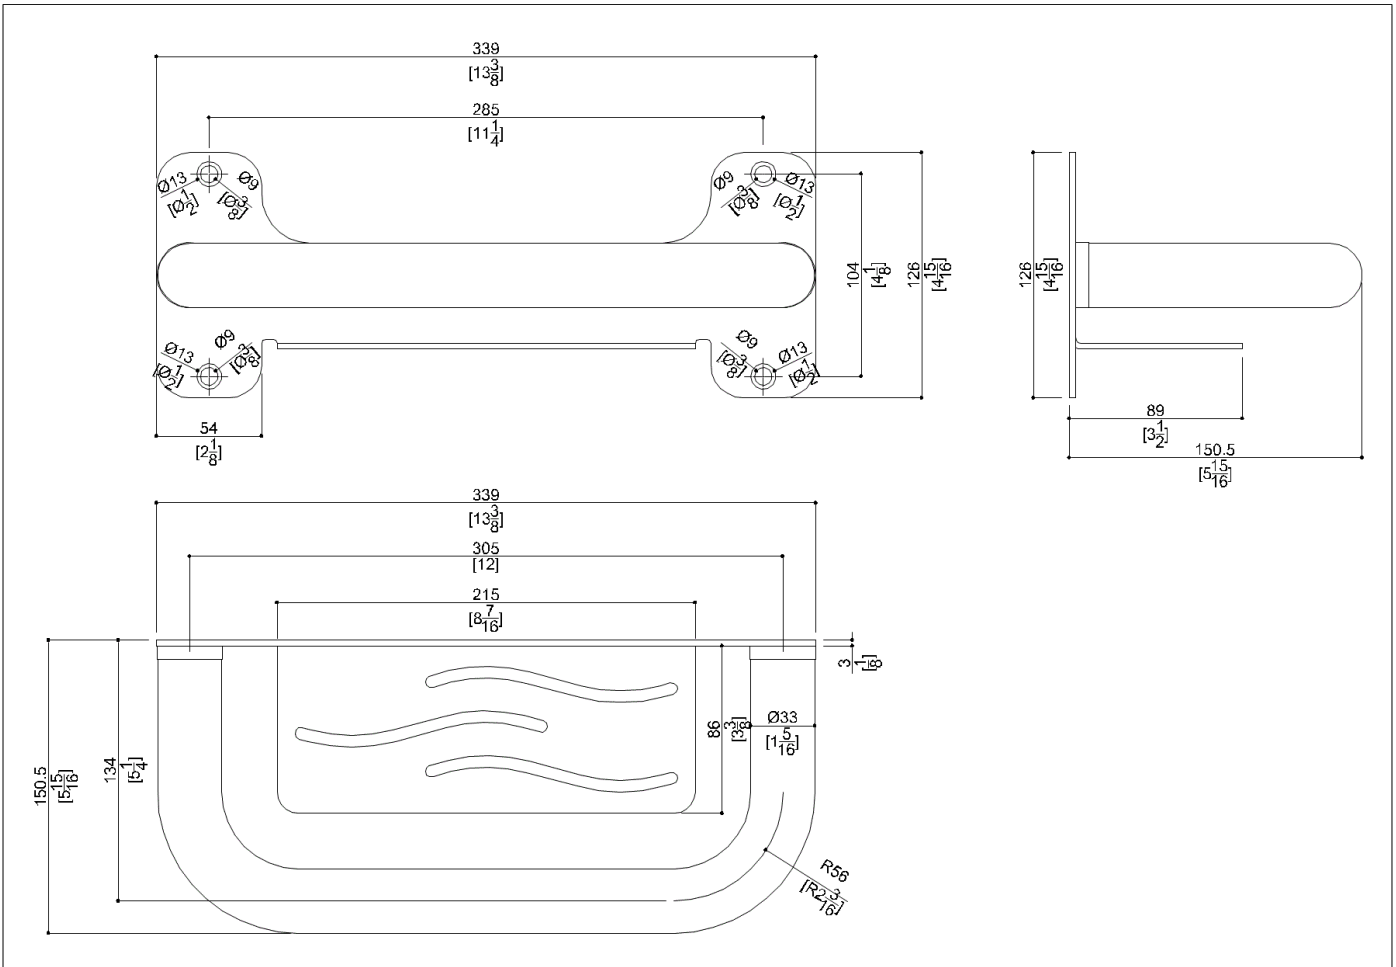 339
[13 3/8]
285
[11 1/4]
Ø13
[Ø 1/2]
Ø9
[Ø 3/8]
Ø9
[Ø 3/8]
Ø13
[Ø 1/2]
104
[4 1/8]
126
[4 15/16]
126
[4 15/16]
Ø13
[Ø 1/2]
Ø9
[Ø 3/8]
Ø9
[Ø 3/8]
Ø13
[Ø 1/2]
54
[2 1/8]
89
[3 1/2]
150.5
[5 15/16]
339
[13 3/8]
305
[12]
215
[8 7/16]
3
[1/8]
86
[3 3/8]
Ø33
[1 5/16]
150.5
[5 15/16]
134
[5 1/4]
R56
[R2 3/16]